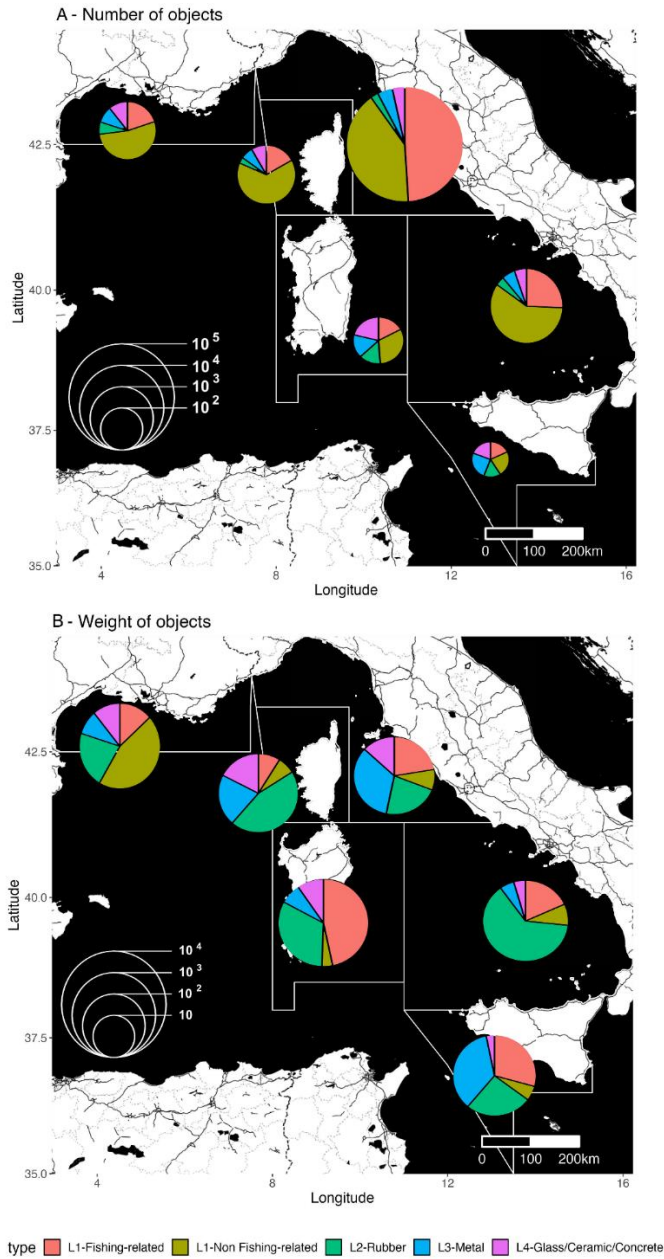 A - Number of objects
42.5
40.0
37.5
35.0
Latitude
10 5
10 4
10 3
10 2
0 100 200km
4 8 12 16
Longitude
B - Weight of objects
42.5
40.0
37.5
35.0
Latitude
10 4
10 3
10 2
10
0 100 200km
4 8 12 16
Longitude
type L1-Fishing-related L1-Non Fishing-related L2-Rubber L3-Metal L4-Glass/Ceramic/Concrete